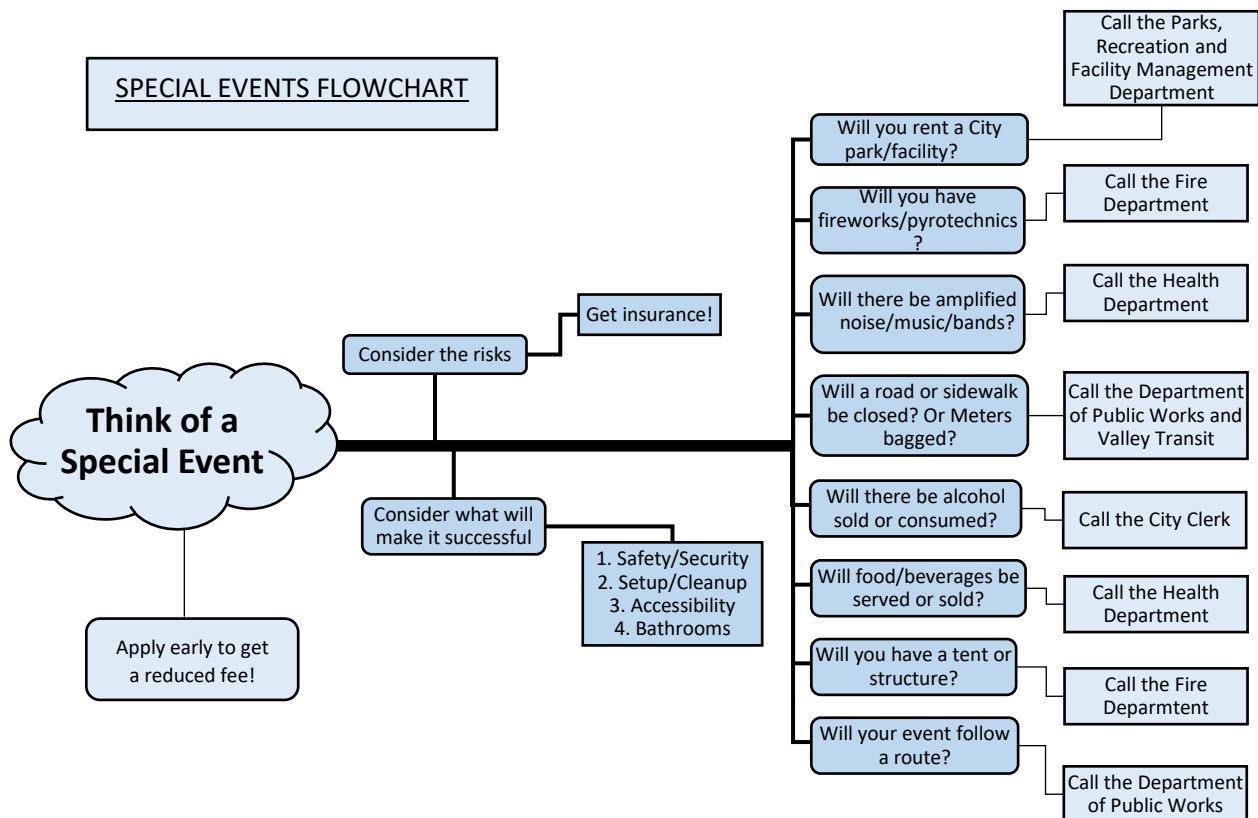 SPECIAL EVENTS FLOWCHART
Think of a
Special Event
Apply early to get
a reduced fee!
Consider the risks
Get insurance!
Consider what will
make it successful
1. Safety/Security
2. Setup/Cleanup
3. Accessibility
4. Bathrooms
Will you rent a City
park/facility?
Call the Parks,
Recreation and
Facility Management
Department
Will you have
fireworks/pyrotechnics
?
Call the Fire
Department
Will there be amplified
noise/music/bands?
Call the Health
Department
Will a road or sidewalk
be closed? Or Meters
bagged?
Call the Department
of Public Works and
Valley Transit
Will there be alcohol
sold or consumed?
Call the City Clerk
Will food/beverages be
served or sold?
Call the Health
Department
Will you have a tent or
structure?
Call the Fire
Deparmtent
Will your event follow
a route?
Call the Department
of Public Works